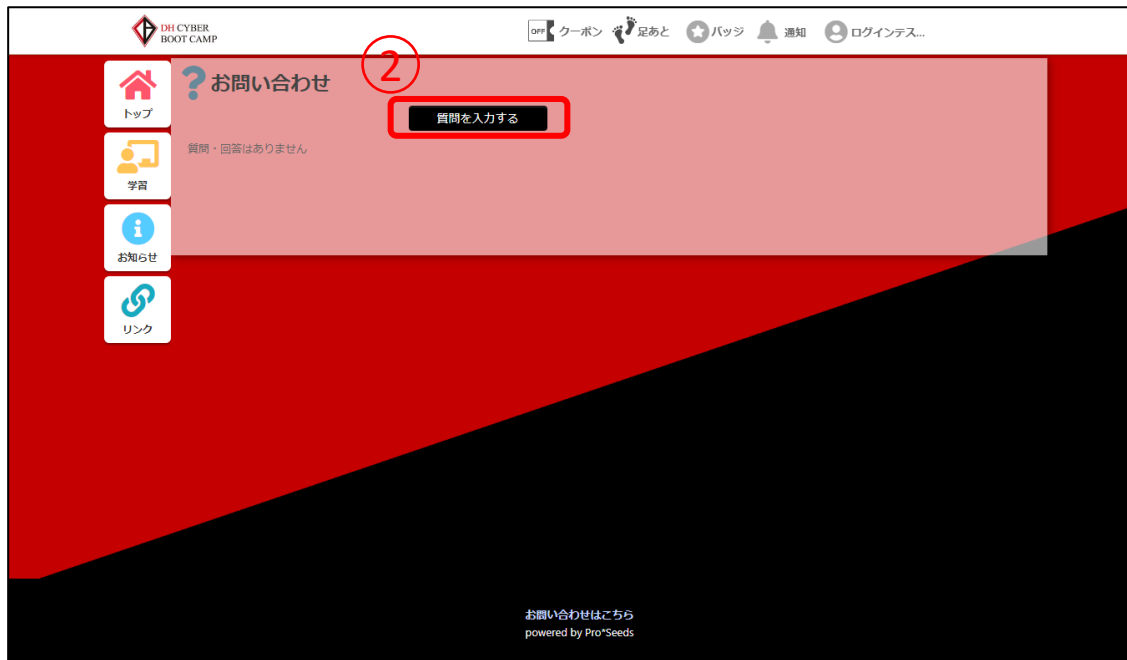 DH CYBER
BOOT CAMP
OFF クーポン 足あと バッジ 通知 ログインテス...
②
? お問い合わせ
トップ
質問を入力する
質問・回答はありません
学習
i
お知らせ
リンク
お問い合わせはこちら
powered by Pro*Seeds